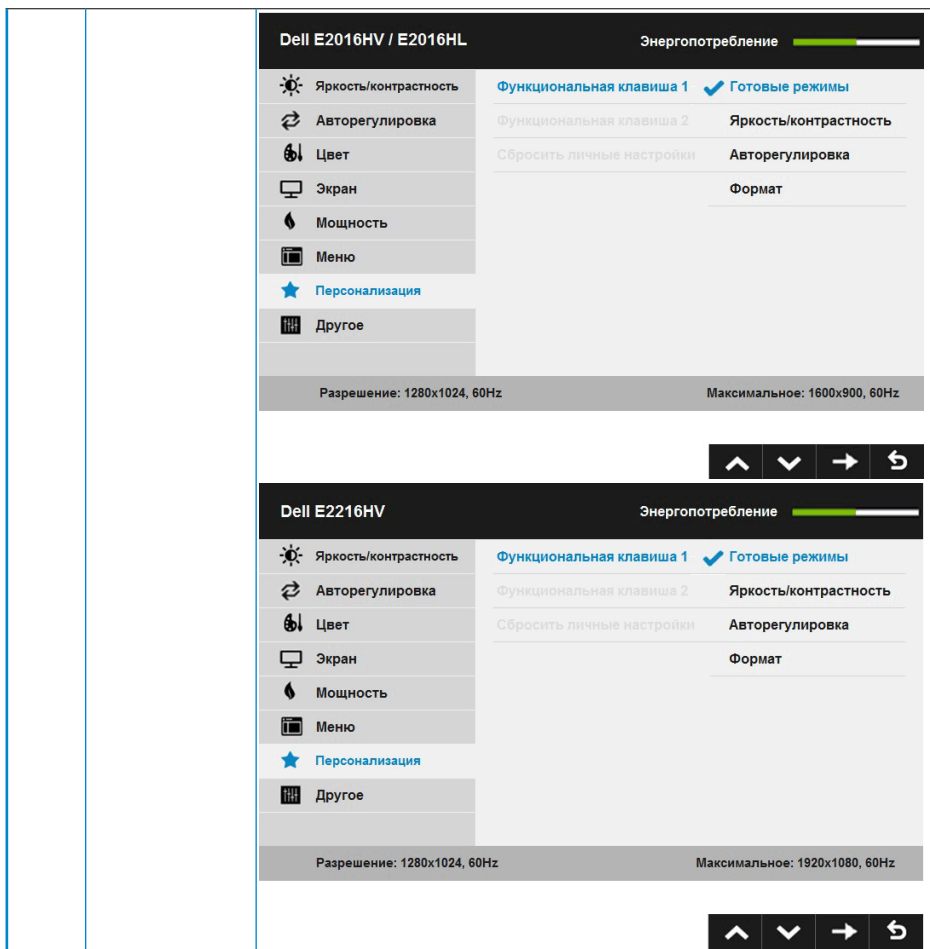 Dell E2016HV / E2016HL Энергопотребление
Яркость/контрастность Функциональная клавиша 1 Готовые режимы
Авторегулировка Функциональная клавиша 2 Яркость/контрастность
Цвет Сбросить личные настройки Авторегулировка
Экран Формат
Мощность
Меню
Персонализация
Другое
Разрешение: 1280x1024, 60Hz Максимальное: 1600x900, 60Hz
Dell E2216HV Энергопотребление
Яркость/контрастность Функциональная клавиша 1 Готовые режимы
Авторегулировка Функциональная клавиша 2 Яркость/контрастность
Цвет Сбросить личные настройки Авторегулировка
Экран Формат
Мощность
Меню
Персонализация
Другое
Разрешение: 1280x1024, 60Hz Максимальное: 1920x1080, 60Hz